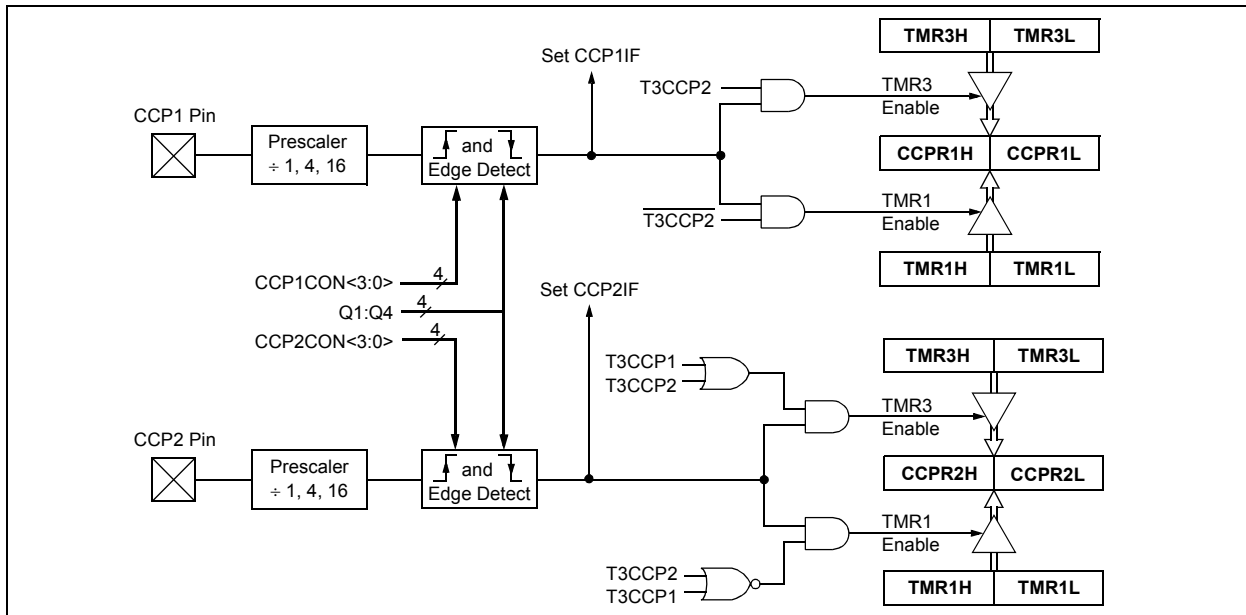 TMR3H TMR3L
Set CCP1IF
T3CCP2
TMR3
Enable
CCP1 Pin
Prescaler
÷ 1, 4, 16
and
Edge Detect
CCPR1H CCPR1L
T3CCP2
TMR1
Enable
TMR1H TMR1L
CCP1CON<3:0>
4
Q1:Q4
4
CCP2CON<3:0>
4
Set CCP2IF
TMR3H TMR3L
T3CCP1
T3CCP2
TMR3
Enable
CCP2 Pin
Prescaler
÷ 1, 4, 16
and
Edge Detect
CCPR2H CCPR2L
TMR1
Enable
T3CCP2
T3CCP1
TMR1H TMR1L